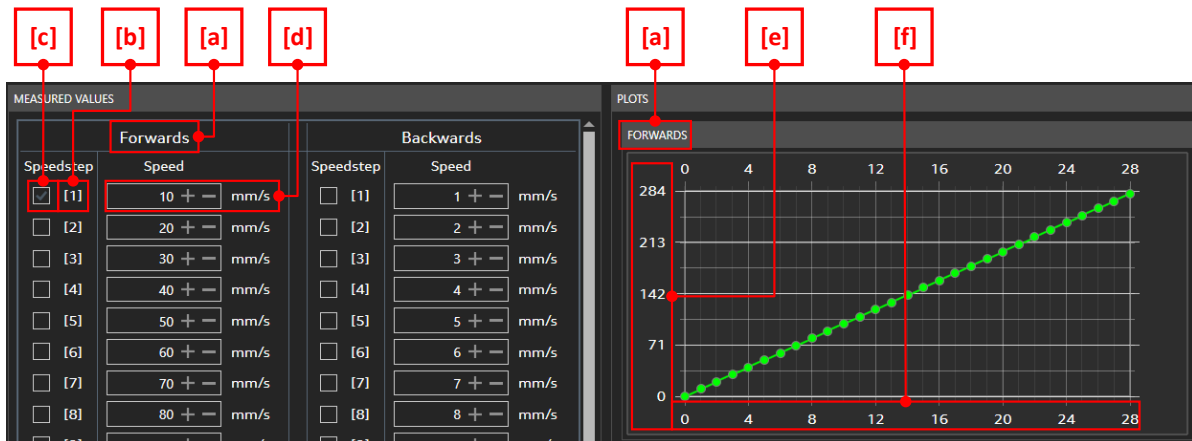 [c] [b] [a] [d] [a] [e] [f]
MEASURED VALUES
Forwards Backwards
Speedstep Speed Speedstep Speed
[1] 10 + − mm/s [1] 1 + − mm/s
[2] 20 + − mm/s [2] 2 + − mm/s
[3] 30 + − mm/s [3] 3 + − mm/s
[4] 40 + − mm/s [4] 4 + − mm/s
[5] 50 + − mm/s [5] 5 + − mm/s
[6] 60 + − mm/s [6] 6 + − mm/s
[7] 70 + − mm/s [7] 7 + − mm/s
[8] 80 + − mm/s [8] 8 + − mm/s
PLOTS
FORWARDS
0 4 8 12 16 20 24 28
284
213
142
71
0
0 4 8 12 16 20 24 28